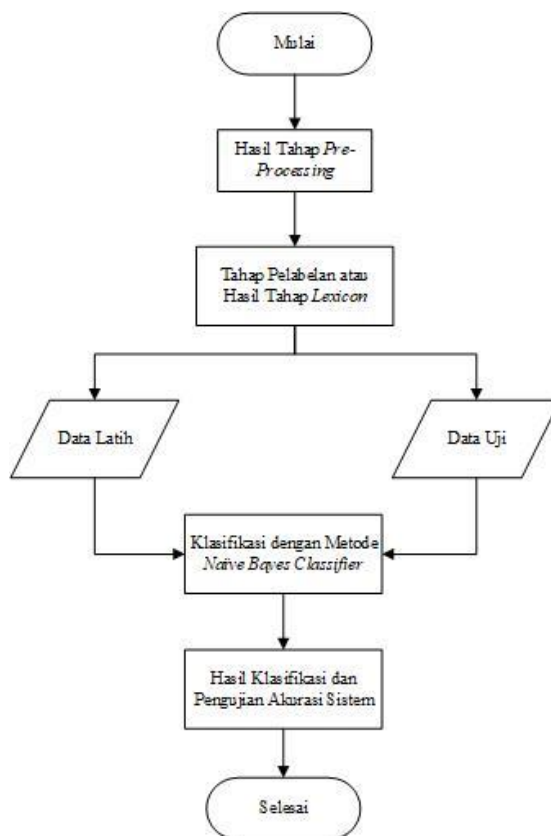 Mulai
Hasil Tahap Pre-
Processing
Tahap Pelabelan atau
Hasil Tahap Lexicon
Data Latih
Data Uji
Klasifikasi dengan Metode
Naïve Bayes Classifier
Hasil Klasifikasi dan
Pengujian Akurasi Sistem
Selesai